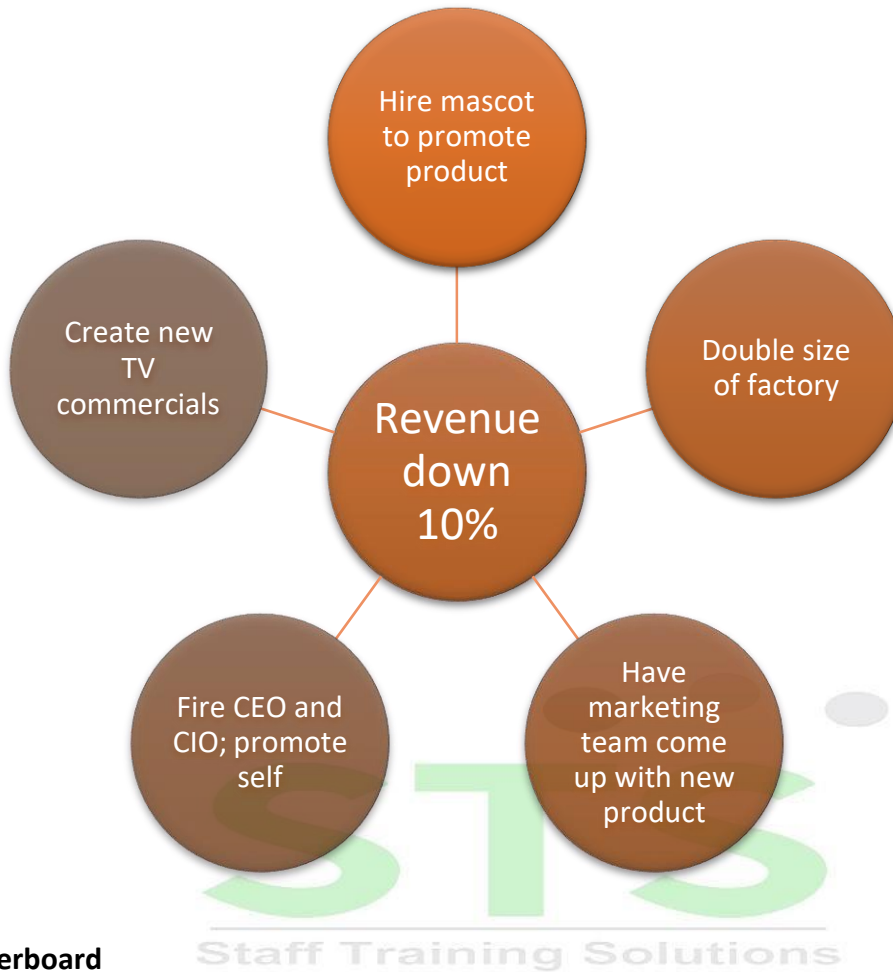 Hire mascot
to promote
product
Create new
TV
commercials
Double size
of factory
Revenue
down
10%
Fire CEO and
CIO; promote
self
Have
marketing
team come
up with new
product
STS
Staff Training Solutions
erboard